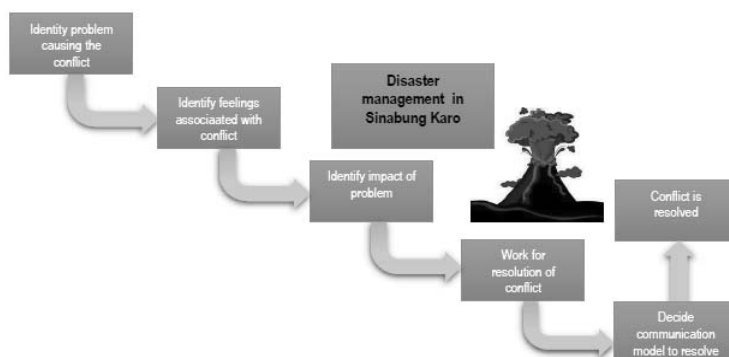 Identity problem
causing the
conflict
Identify feelings
associaated with
conflict
Disaster
management in
Sinabung Karo
Identify impact of
problem
Conflict is
resolved
Work for
resolution of
conflict
Decide
communication
model to resolve